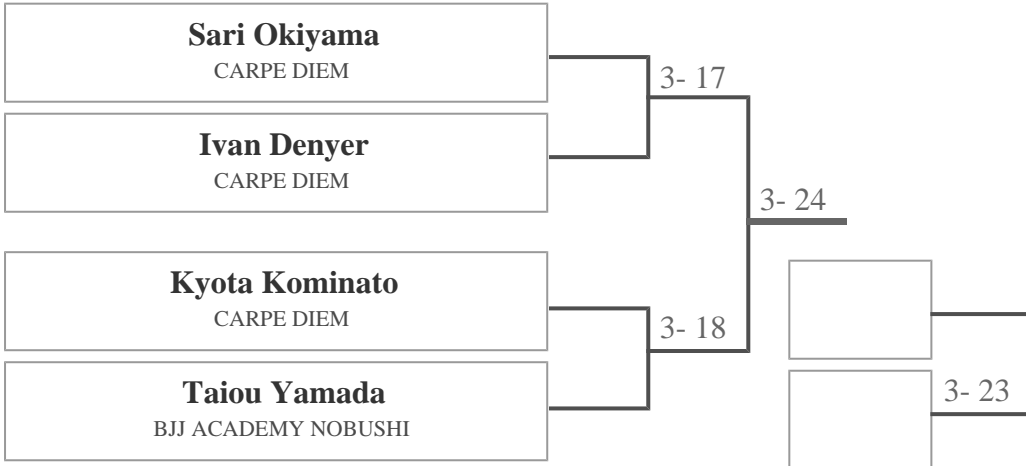 Sari Okiyama
CARPE DIEM
3- 17
Ivan Denyer
CARPE DIEM
3- 24
Kyota Kominato
CARPE DIEM
3- 18
Taiou Yamada
BJJ ACADEMY NOBUSHI
3- 23